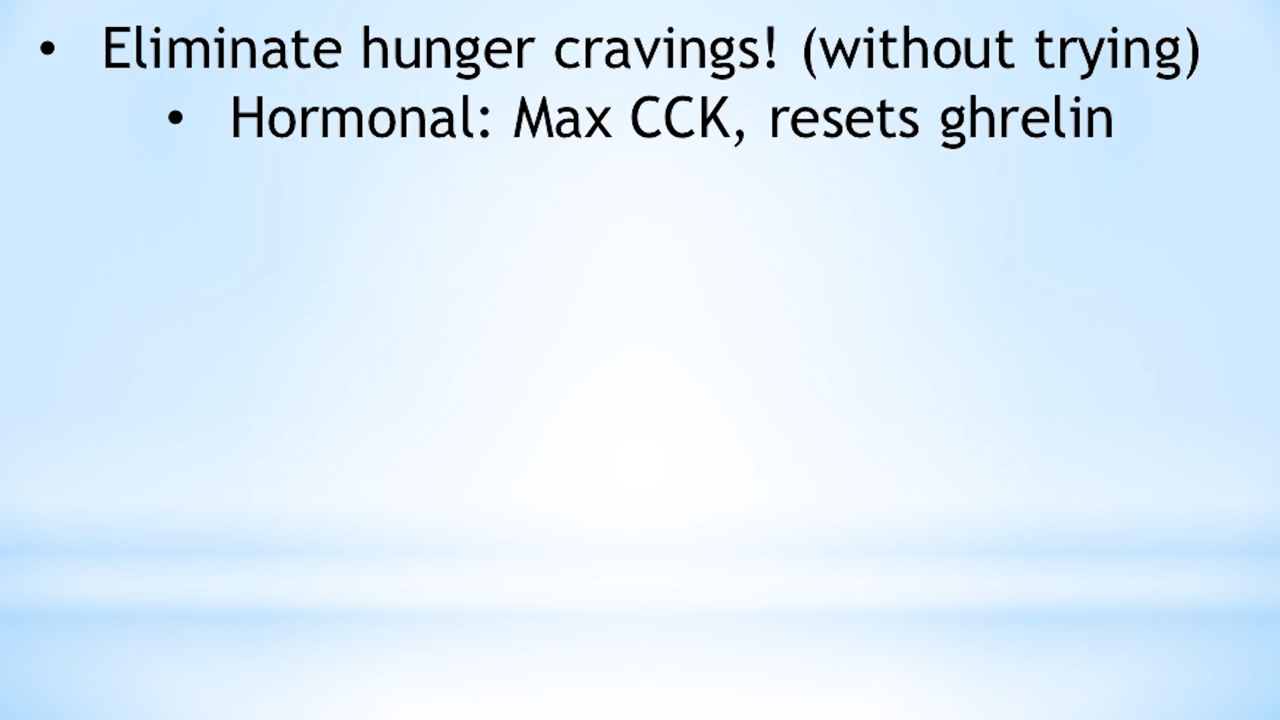 • Eliminate hunger cravings! (without trying)
• Hormonal: Max CCK, resets ghrelin